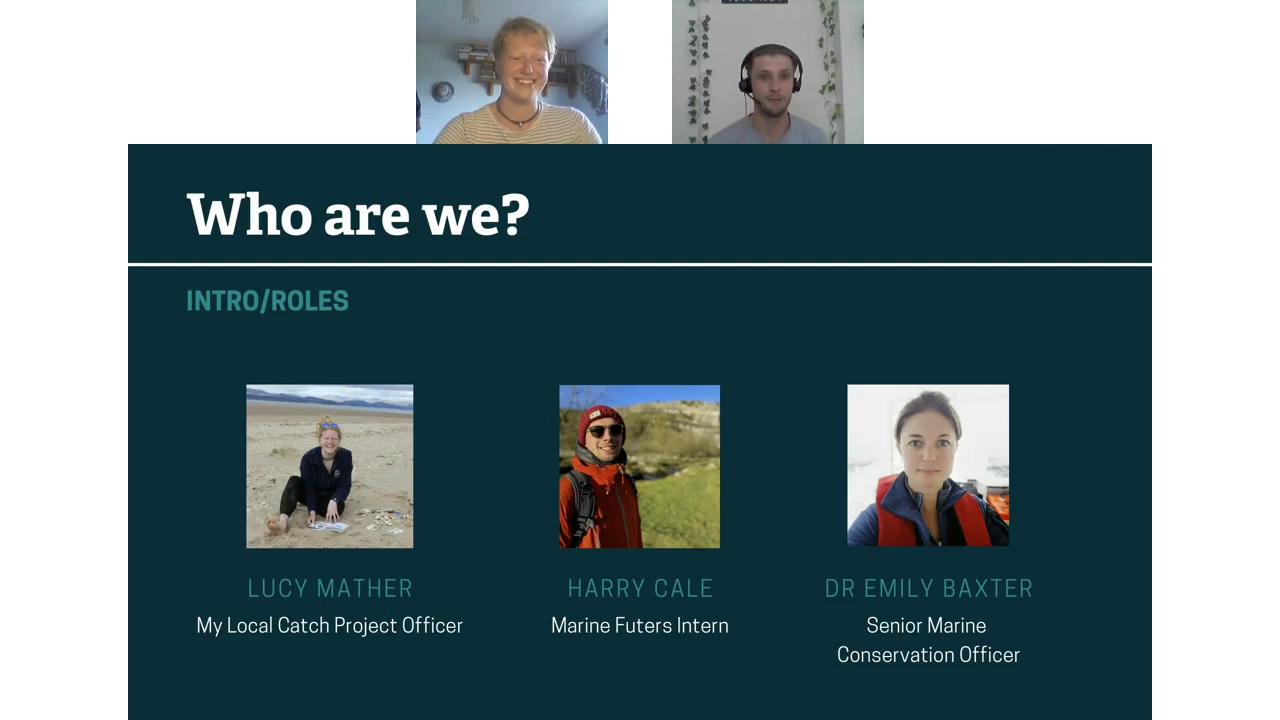 Who are we?
INTRO/ROLES
LUCY MATHER
HARRY CALE
DR EMILY BAXTER
My Local Catch Project Officer
Marine Futers Intern
Senior Marine
Conservation Officer